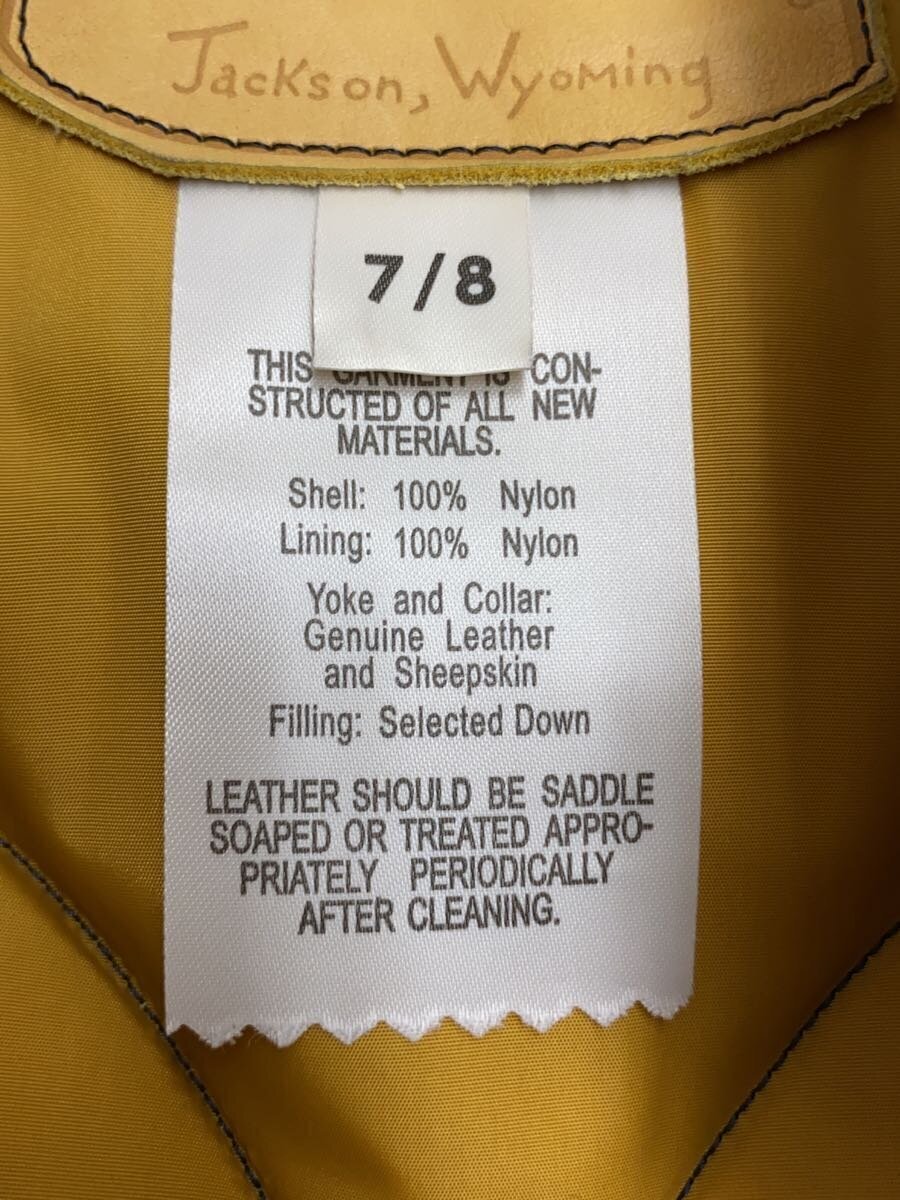 Jackson, Wyoming
7/8
THIS GARMENT IS CON-
STRUCTED OF ALL NEW
MATERIALS.
Shell: 100% Nylon
Lining: 100% Nylon
Yoke and Collar:
Genuine Leather
and Sheepskin
Filling: Selected Down
LEATHER SHOULD BE SADDLE
SOAPED OR TREATED APPRO-
PRIATELY PERIODICALLY
AFTER CLEANING.